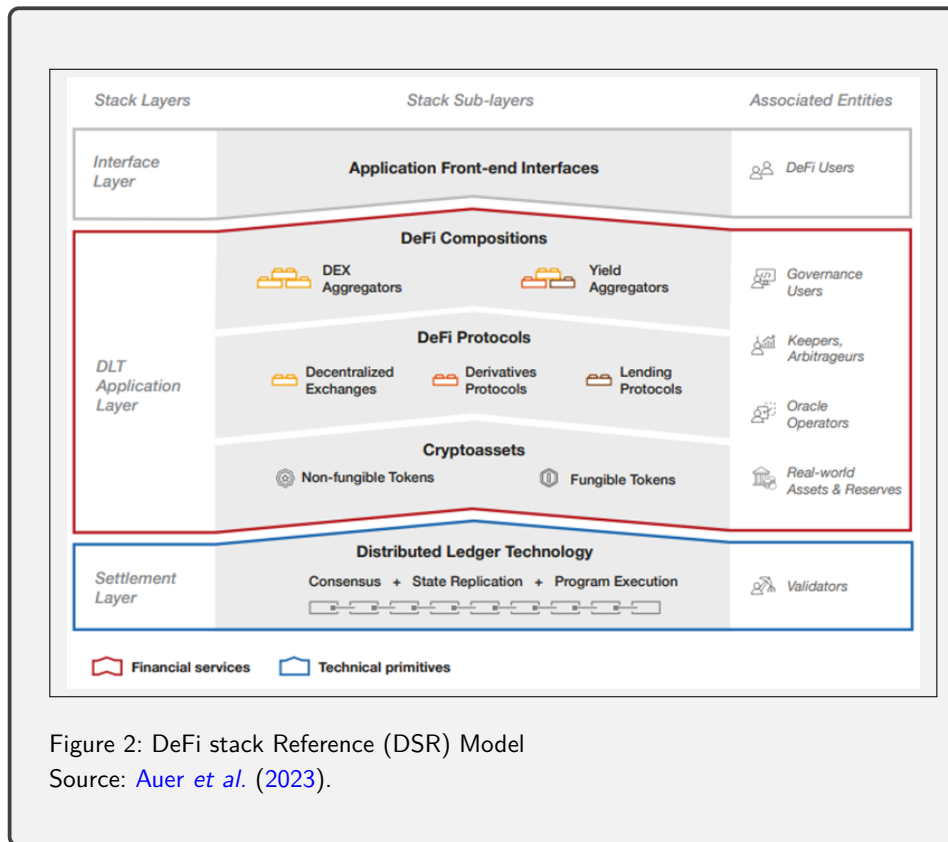 Stack Layers
Stack Sub-layers
Associated Entities
Interface
Layer
Application Front-end Interfaces
DeFi Users
DLT
Application
Layer
DeFi Compositions
DEX
Aggregators
Yield
Aggregators
DeFi Protocols
Decentralized
Exchanges
Derivatives
Protocols
Lending
Protocols
Cryptoassets
Non-fungible Tokens
Fungible Tokens
Governance
Users
Keepers,
Arbitrageurs
Oracle
Operators
Real-world
Assets & Reserves
Settlement
Layer
Distributed Ledger Technology
Consensus + State Replication + Program Execution
Validators
Financial services
Technical primitives
Figure 2: DeFi stack Reference (DSR) Model
Source: Auer et al. (2023).